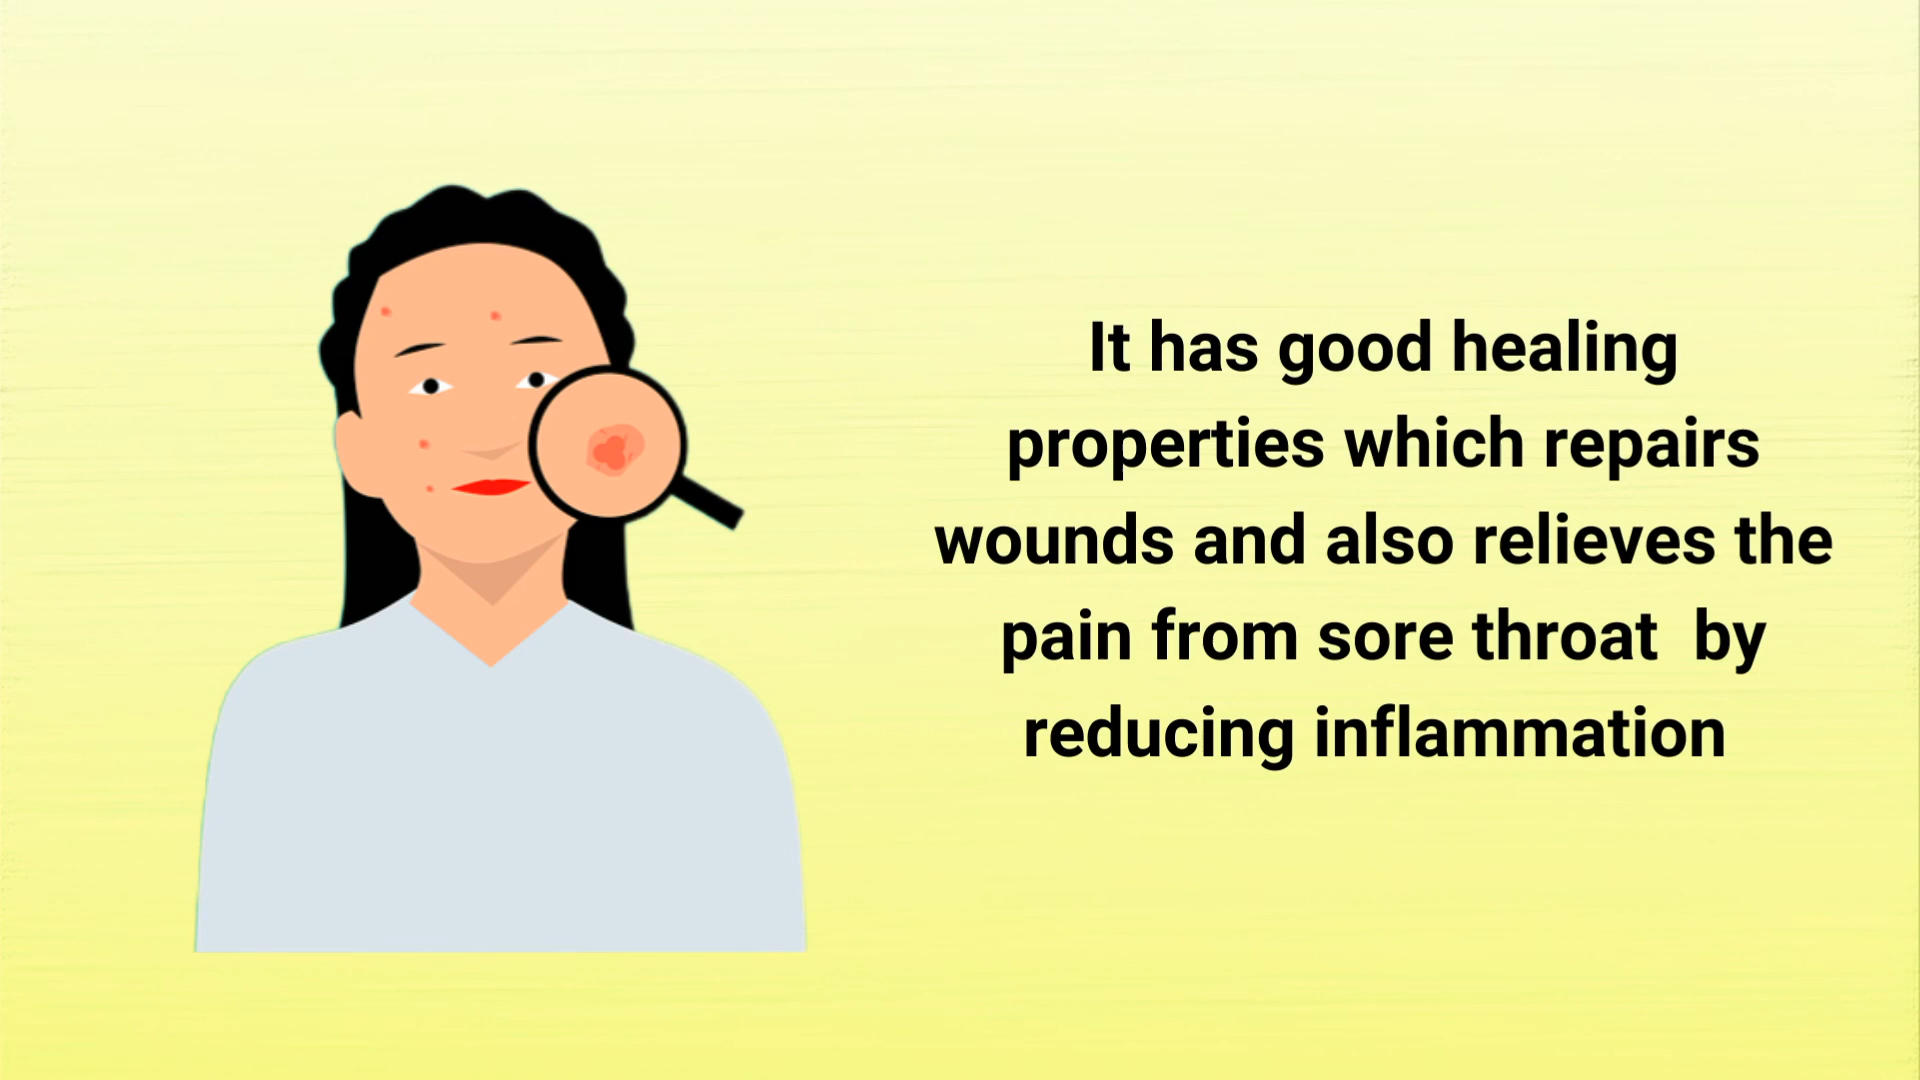 It has good healing
properties which repairs
wounds and also relieves the
pain from sore throat  by
reducing inflammation